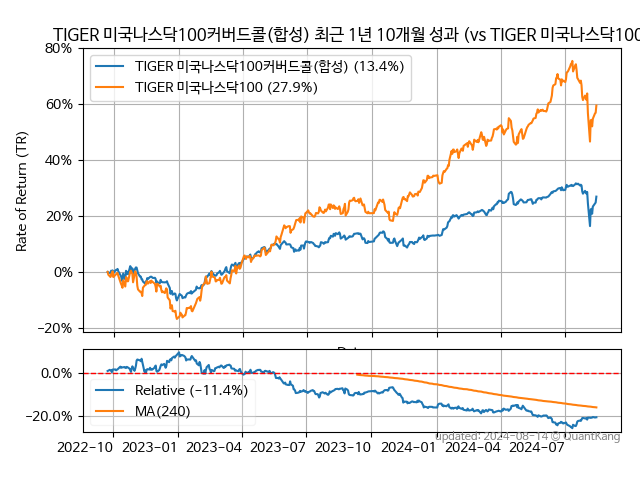 TIGER 미국나스닥100커버드콜(합성) 최근 1년 10개월 성과 (vs TIGER 미국나스닥100
80%
60%
40%
20%
0%
−20%
Rate of Return (TR)
TIGER 미국나스닥100커버드콜(합성) (13.4%)
TIGER 미국나스닥100 (27.9%)
0.0%
−20.0%
Relative (−11.4%)
MA(240)
2022−10 2023−01 2023−04 2023−07 2023−10 2024−01 2024−04 2024−07
updated: 2024−08−14 © QuantKang